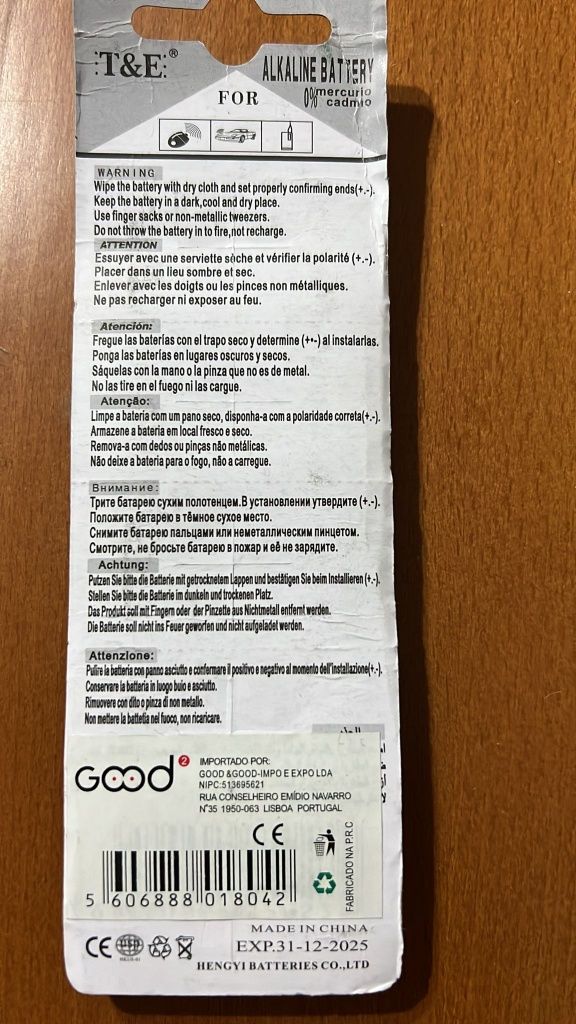 T&E®
ALKALINE BATTERY
0% mercurio
cadmio
FOR
WARNING
Wipe the battery with dry cloth and set properly confirming ends(+.-).
Keep the battery in a dark,cool and dry place.
Use finger sacks or non-metallic tweezers.
Do not throw the battery in to fire,not recharge.
ATTENTION
Essuyer avec une serviette sèche et vérifier la polarité (+.-).
Placer dans un lieu sombre et sec.
Enlever avec les doigts ou les pinces non métalliques.
Ne pas recharger ni exposer au feu.
Atención:
Fregue las baterías con el trapo seco y determine (+•-) al instalarlas.
Ponga las baterías en lugares oscuros y secos.
Sáquelas con la mano o la pinza que no es de metal.
No las tire en el fuego ni las cargue.
Atenção:
Limpe a bateria com um pano seco, disponha-a com a polaridade correta(+.-).
Armazene a bateria em local fresco e seco.
Remova-a com dedos ou pinças não metálicas.
Não deixe a bateria para o fogo, não a carregue.
Внимание:
Трите батарею сухим полотенцем.В установлении утвердите (+.-).
Положите батарею в тёмное сухое место.
Снимите батарею пальцами или неметаллическим пинцетом.
Смотрите, не бросьте батарею в пожар и её не зарядите.
Achtung:
Putzen Sie bitte die Batterie mit getrocknetem Lappen und bestätigen Sie beim Installieren (+.-).
Stellen Sie bitte die Batterie im dunkeln und trockenen Platz.
Das Produkt soll mit Fingern oder der Pinzette aus Nichtmetall entfernt werden.
Die Batterie soll nicht ins Feuer geworfen und nicht aufgeladet werden.
Attenzione:
Pulire la batteria con panno asciutto e confermare il positivo e negativo al momento dell'installazione(+.-).
Conservare la batteria in luogo buio e asciutto.
Rimuovere con dito o pinza di non metallo.
Non mettere la battetia nel fuoco, non ricaricare.
GOOD 2
IMPORTADO POR:
GOOD &GOOD-IMPO E EXPO LDA
NIPC:513695621
RUA CONSELHEIRO EMÍDIO NAVARRO
N°35 1950-063 LISBOA PORTUGAL
CE
FABRICADO NA P.R.C
5 606888 018042
MADE IN CHINA
CE
EXP.31-12-2025
HENGYI BATTERIES CO.,LTD